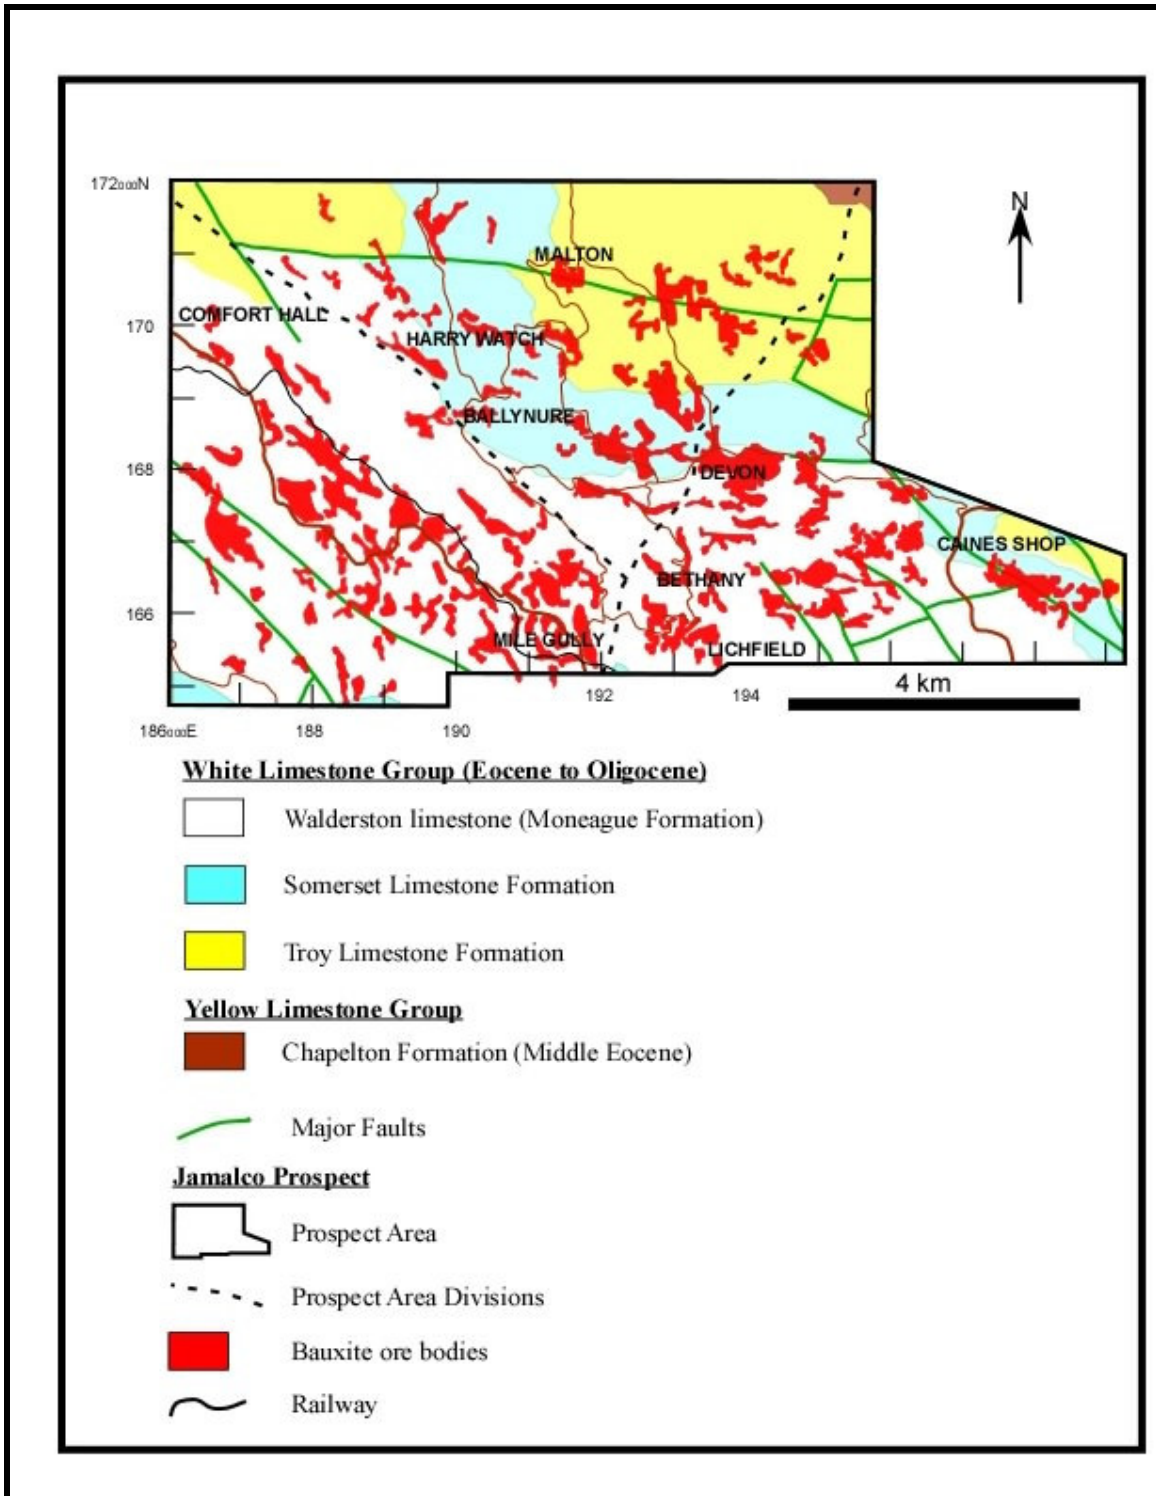 172000N
N
MALTON
COMFORT HALL
170
HARRY WATCH
BALLYNURE
168
DEVON
CAINES SHOP
BETHANY
166
MILE GULLY
LICHFIELD
192
194
4 km
186000E
188
190
White Limestone Group (Eocene to Oligocene)
Walderston limestone (Moneague Formation)
Somerset Limestone Formation
Troy Limestone Formation
Yellow Limestone Group
Chapelton Formation (Middle Eocene)
Major Faults
Jamalco Prospect
Prospect Area
Prospect Area Divisions
Bauxite ore bodies
Railway